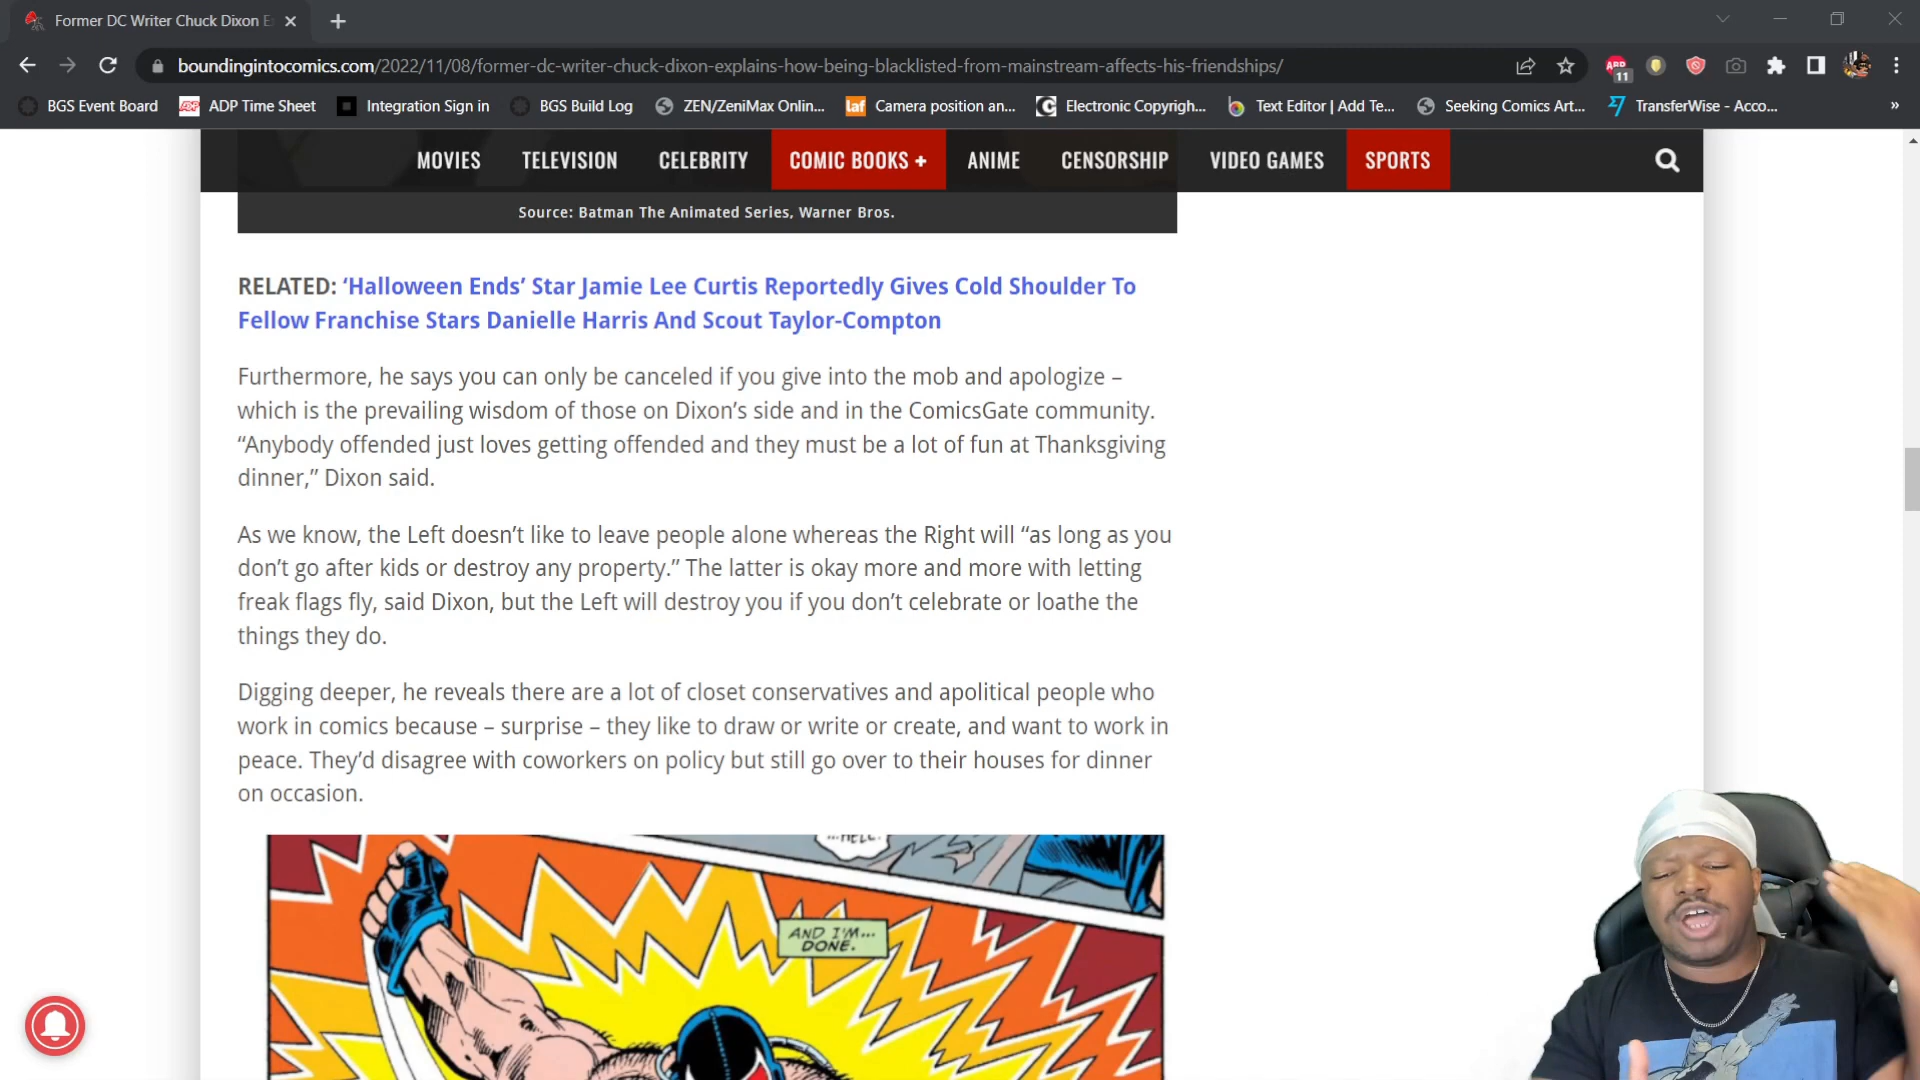 Former DC Writer Chuck Dixon E
boundingintocomics.com/2022/11/08/former-dc-writer-chuck-dixon-explains-how-being-blacklisted-from-mainstream-affects-his-friendships/
11
BGS Event Board
ADP Time Sheet
Integration Sign in
BGS Build Log
ZEN/ZeniMax Onlin...
laf
Camera position an...
Electronic Copyrigh...
Text Editor | Add Te...
Seeking Comics Art...
TransferWise - Acco...
»
MOVIES
TELEVISION
CELEBRITY
COMIC BOOKS +
ANIME
CENSORSHIP
VIDEO GAMES
SPORTS
Source: Batman The Animated Series, Warner Bros.
RELATED: ‘Halloween Ends’ Star Jamie Lee Curtis Reportedly Gives Cold Shoulder To
Fellow Franchise Stars Danielle Harris And Scout Taylor-Compton
Furthermore, he says you can only be canceled if you give into the mob and apologize –
which is the prevailing wisdom of those on Dixon’s side and in the ComicsGate community.
“Anybody offended just loves getting offended and they must be a lot of fun at Thanksgiving
dinner,” Dixon said.
As we know, the Left doesn’t like to leave people alone whereas the Right will “as long as you
don’t go after kids or destroy any property.” The latter is okay more and more with letting
freak flags fly, said Dixon, but the Left will destroy you if you don’t celebrate or loathe the
things they do.
Digging deeper, he reveals there are a lot of closet conservatives and apolitical people who
work in comics because – surprise – they like to draw or write or create, and want to work in
peace. They’d disagree with coworkers on policy but still go over to their houses for dinner
on occasion.
...HELL!
AND I'M...
DONE.